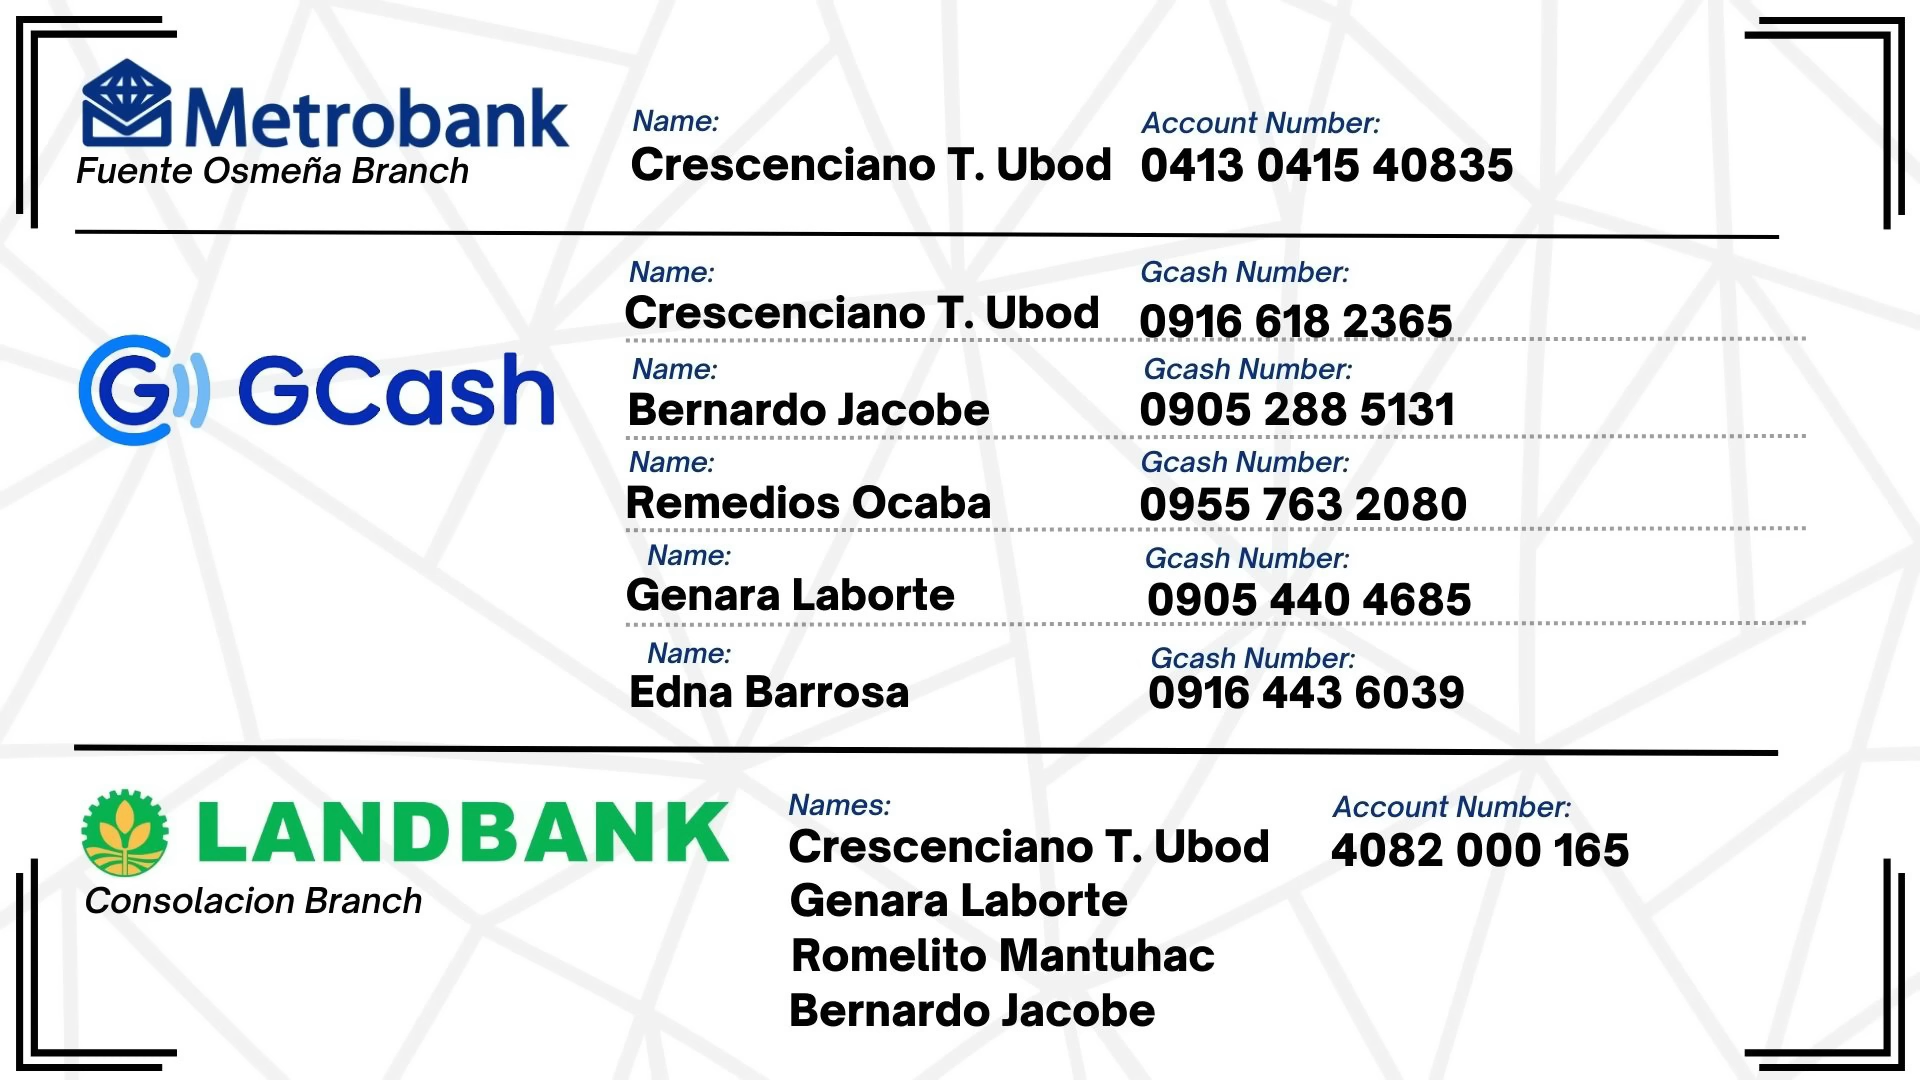 Metrobank
Fuente Osmeña Branch
Name:
Crescenciano T. Ubod
Account Number:
0413 0415 40835
GCash
Name:
Crescenciano T. Ubod
Gcash Number:
0916 618 2365
Name:
Bernardo Jacobe
Gcash Number:
0905 288 5131
Name:
Remedios Ocaba
Gcash Number:
0955 763 2080
Name:
Genara Laborte
Gcash Number:
0905 440 4685
Name:
Edna Barrosa
Gcash Number:
0916 443 6039
LANDBANK
Consolacion Branch
Names:
Crescenciano T. Ubod
Genara Laborte
Romelito Mantuhac
Bernardo Jacobe
Account Number:
4082 000 165